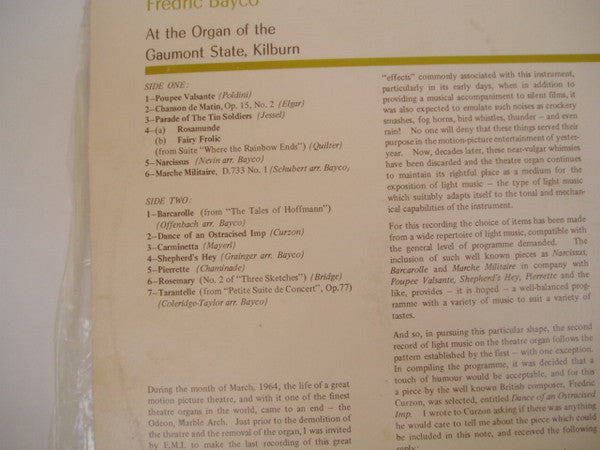 Fredric Bayco
At the Organ of the
Gaumont State, Kilburn
SIDE ONE:
1—Poupee Valsante (Poldini)
2—Chanson de Matin, Op. 15, No. 2 (Elgar)
3—Parade of The Tin Soldiers (Jessel)
4—(a) Rosamunde
(b) Fairy Frolic
(from Suite "Where the Rainbow Ends") (Quilter)
5—Narcissus (Nevin arr. Bayco)
6—Marche Militaire, D.733 No. 1 (Schubert arr. Bayco)
SIDE TWO:
1—Barcarolle (from "The Tales of Hoffmann")
(Offenbach arr. Bayco)
2—Dance of an Ostracised Imp (Curzon)
3—Carminetta (Mayerl)
4—Shepherd's Hey (Grainger arr. Bayco)
5—Pierrette (Chaminade)
6—Rosemary (No. 2 of "Three Sketches") (Bridge)
7—Tarantelle (from "Petite Suite de Concert", Op.77)
(Coleridge-Taylor arr. Bayco)
During the month of March, 1964, the life of a great
motion picture theatre, and with it one of the finest
theatre organs in the world, came to an end — the
Odeon, Marble Arch. Just prior to the demolition of
the theatre and the removal of the organ, I was invited
by E.M.I. to make the last recording of this great
"effects" commonly associated with this instrument,
particularly in its early days, when in addition to
providing a musical accompaniment to silent films, it
was also expected to emulate such noises as crockery
smashes, fog horns, bird whistles, thunder — and even
rain! No one will deny that these things served their
purpose in the motion-picture entertainment of yester-
year. Now, decades later, these near-vulgar whimsies
have been discarded and the theatre organ continues
to maintain its rightful place as a medium for the
exposition of light music — the type of light music
which suitably adapts itself to the tonal and mechan-
ical capabilities of the instrument.
For this recording the choice of items has been made
from a wide repertoire of light music, compatible with
the general level of programme demanded. The
inclusion of such well known pieces as Narcissus,
Barcarolle and Marche Militaire in company with
Poupee Valsante, Shepherd's Hey, Pierrette and the
like, provides — it is hoped — a well-balanced prog-
ramme with a variety of music to suit a variety of
tastes.
And so, in pursuing this particular shape, the second
record of light music on the theatre organ follows the
pattern established by the first — with one exception.
In compiling the programme, it was decided that a
touch of humour would be acceptable, and for this
a piece by the well known British composer, Fredric
Curzon, was selected, entitled Dance of an Ostracised
Imp. I wrote to Curzon asking if there was anything
he would care to tell me about the piece which could
be included in this note, and received the following
reply: